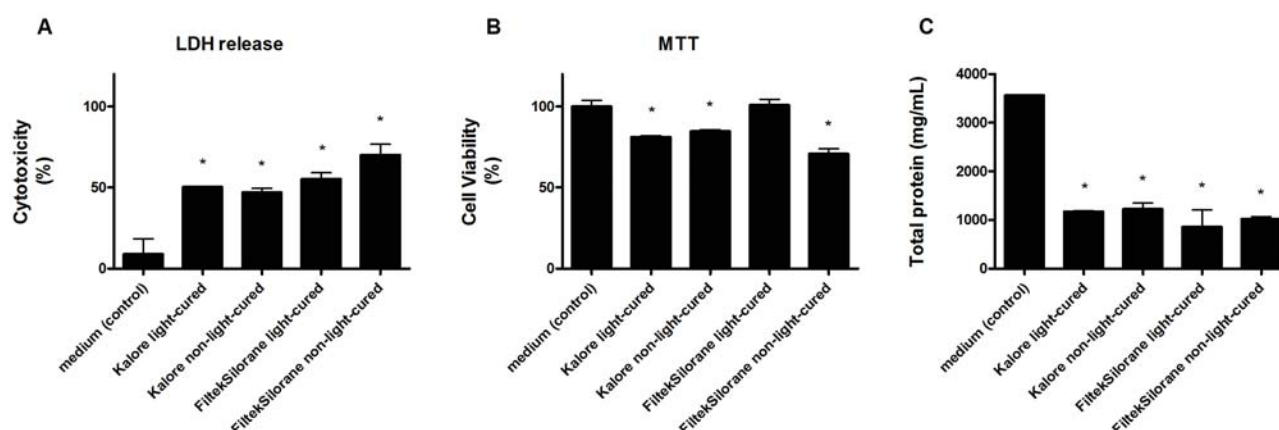 A
LDH release
Cytotoxicity
(%)
100
50
0
*
*
*
*
medium (control)
Kalore light-cured
Kalore non-light-cured
FiltekSilorane light-cured
FiltekSilorane non-light-cured
B
MTT
Cell Viability
(%)
100
50
0
*
*
*
medium (control)
Kalore light-cured
Kalore non-light-cured
FiltekSilorane light-cured
FiltekSilorane non-light-cured
C
Total protein (mg/mL)
4000
3000
2000
1000
0
*
*
*
*
medium (control)
Kalore light-cured
Kalore non-light-cured
FiltekSilorane light-cured
FiltekSilorane non-light-cured